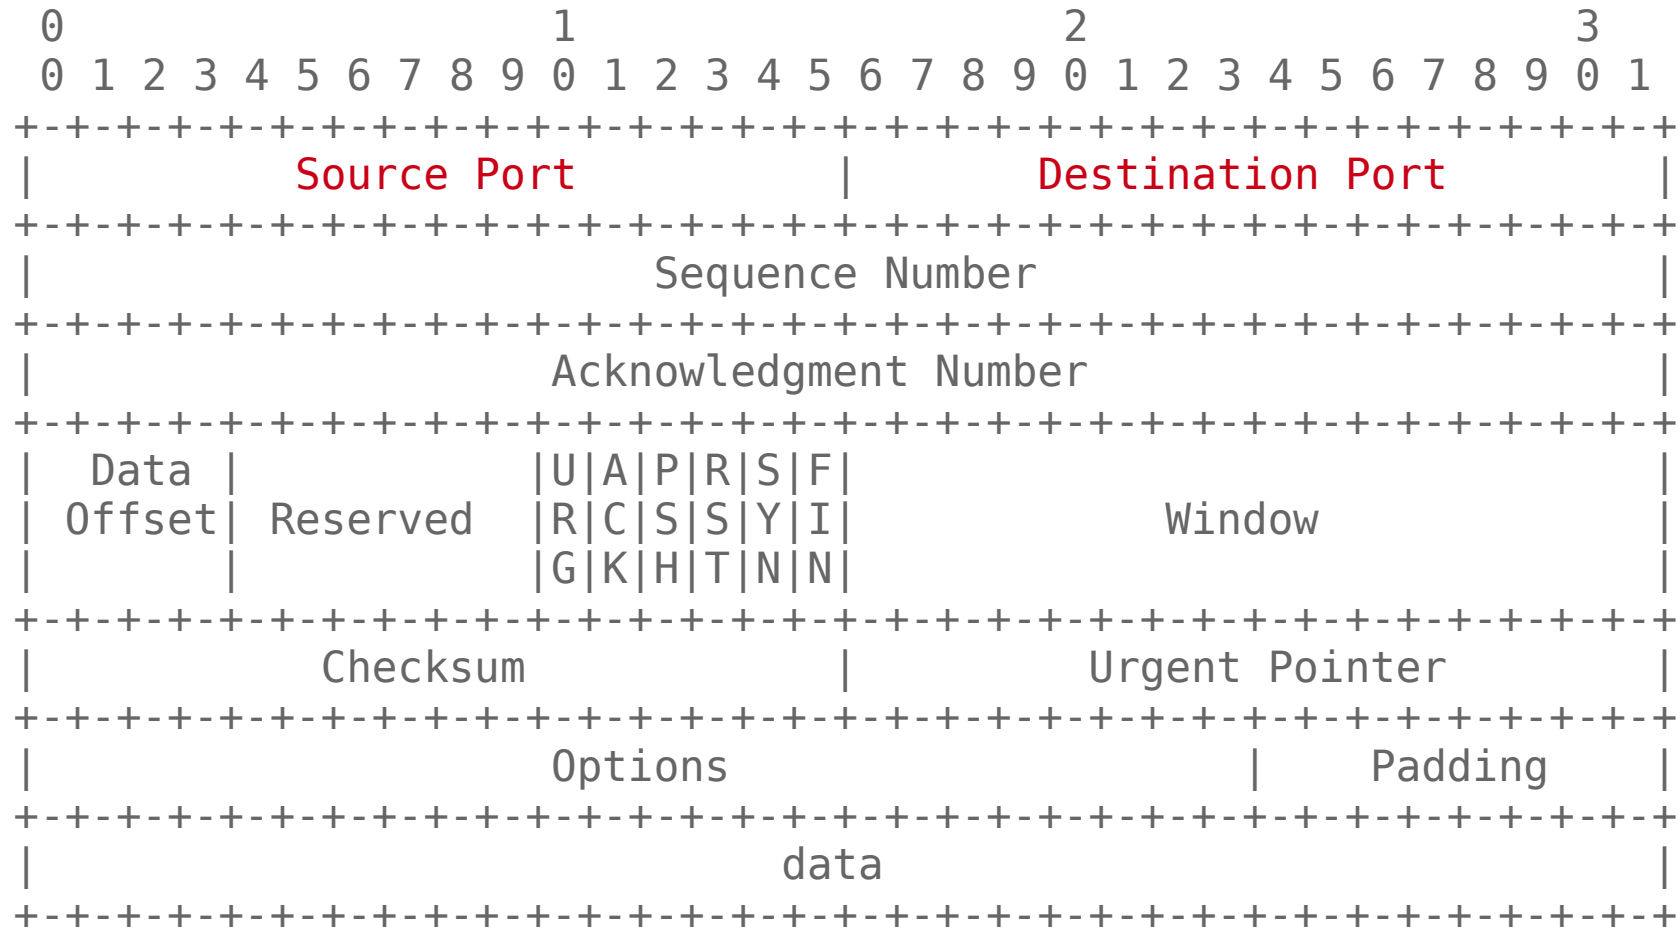 0                   1                   2                   3
 0 1 2 3 4 5 6 7 8 9 0 1 2 3 4 5 6 7 8 9 0 1 2 3 4 5 6 7 8 9 0 1
+-+-+-+-+-+-+-+-+-+-+-+-+-+-+-+-+-+-+-+-+-+-+-+-+-+-+-+-+-+-+-+-+
|          Source Port          |       Destination Port        |
+-+-+-+-+-+-+-+-+-+-+-+-+-+-+-+-+-+-+-+-+-+-+-+-+-+-+-+-+-+-+-+-+
|                        Sequence Number                        |
+-+-+-+-+-+-+-+-+-+-+-+-+-+-+-+-+-+-+-+-+-+-+-+-+-+-+-+-+-+-+-+-+
|                    Acknowledgment Number                      |
+-+-+-+-+-+-+-+-+-+-+-+-+-+-+-+-+-+-+-+-+-+-+-+-+-+-+-+-+-+-+-+-+
|  Data |           |U|A|P|R|S|F|                               |
| Offset| Reserved  |R|C|S|S|Y|I|            Window             |
|       |           |G|K|H|T|N|N|                               |
+-+-+-+-+-+-+-+-+-+-+-+-+-+-+-+-+-+-+-+-+-+-+-+-+-+-+-+-+-+-+-+-+
|           Checksum            |         Urgent Pointer        |
+-+-+-+-+-+-+-+-+-+-+-+-+-+-+-+-+-+-+-+-+-+-+-+-+-+-+-+-+-+-+-+-+
|                    Options                    |    Padding    |
+-+-+-+-+-+-+-+-+-+-+-+-+-+-+-+-+-+-+-+-+-+-+-+-+-+-+-+-+-+-+-+-+
|                             data                              |
+-+-+-+-+-+-+-+-+-+-+-+-+-+-+-+-+-+-+-+-+-+-+-+-+-+-+-+-+-+-+-+-+